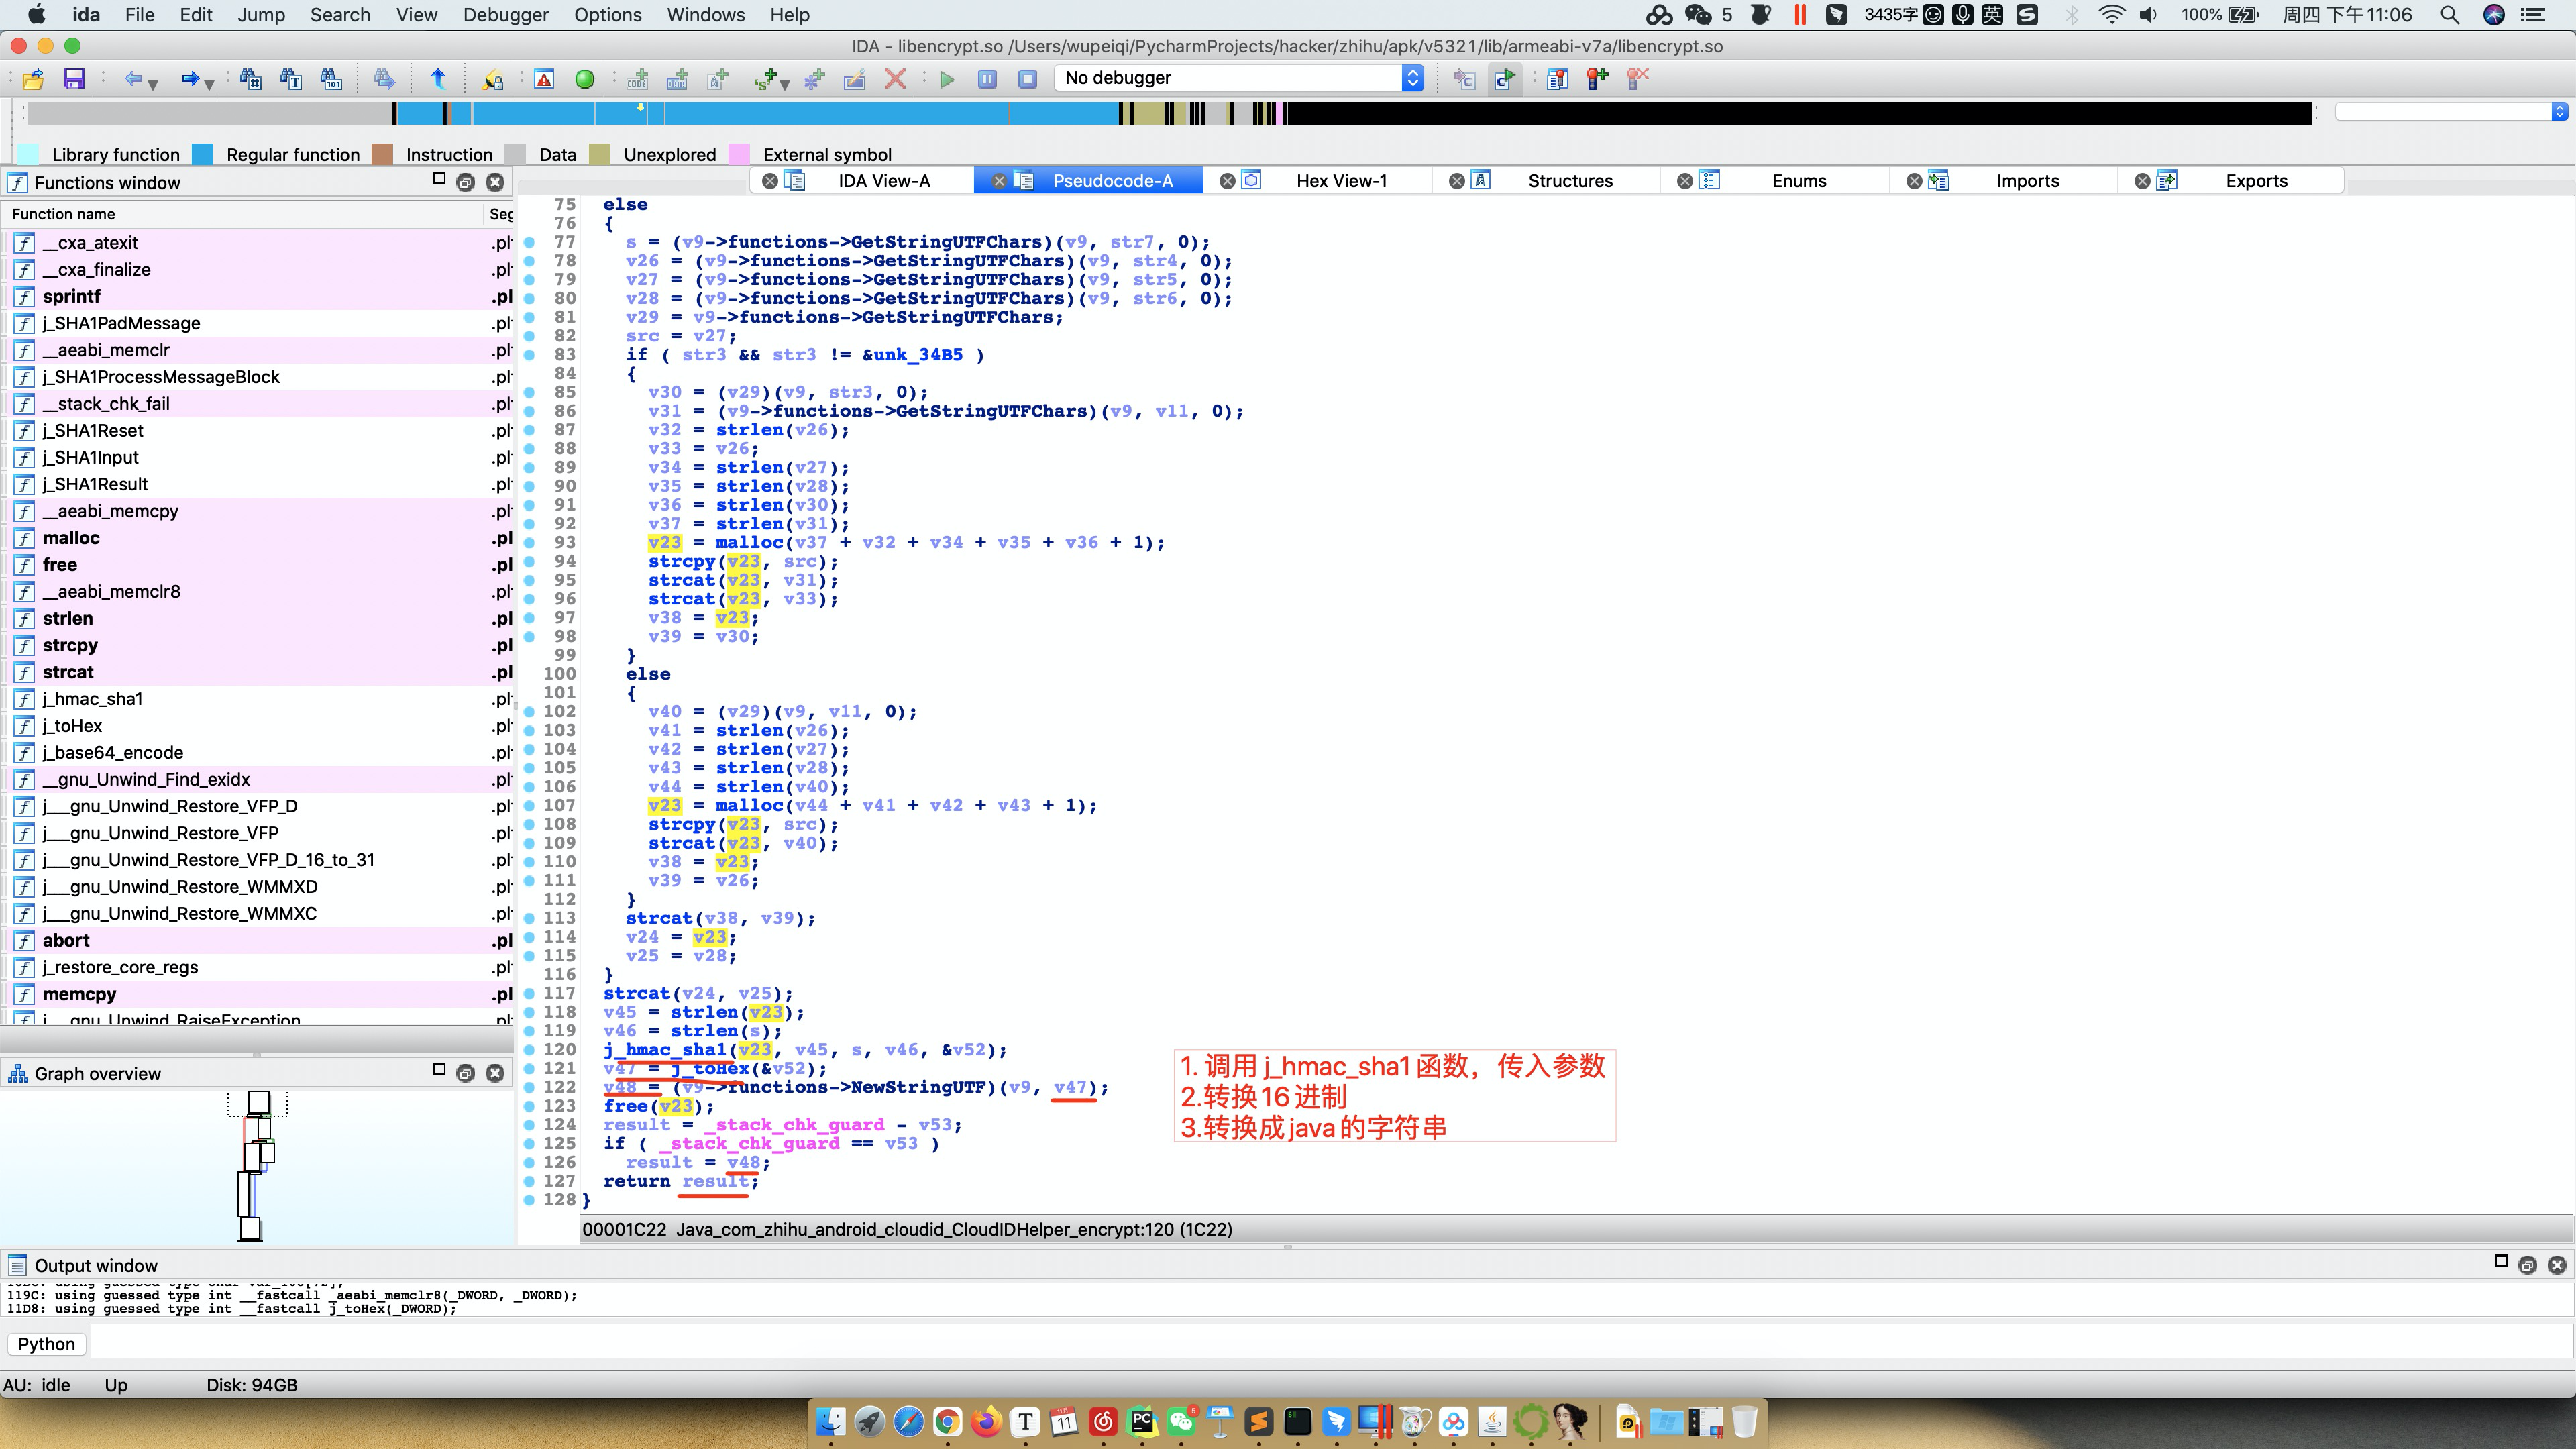 ida File Edit Jump Search View Debugger Options Windows Help 5 3435字 英 100% 周四 下午11:06
IDA - libencrypt.so /Users/wupeiqi/PycharmProjects/hacker/zhihu/apk/v5321/lib/armeabi-v7a/libencrypt.so
No debugger
Library function Regular function Instruction Data Unexplored External symbol
Functions window
IDA View-A Pseudocode-A Hex View-1 Structures Enums Imports Exports
Function name Seg
__cxa_atexit .pl
__cxa_finalize .pl
sprintf .pl
j_SHA1PadMessage .pl
__aeabi_memclr .pl
j_SHA1ProcessMessageBlock .pl
__stack_chk_fail .pl
j_SHA1Reset .pl
j_SHA1Input .pl
j_SHA1Result .pl
__aeabi_memcpy .pl
malloc .pl
free .pl
__aeabi_memclr8 .pl
strlen .pl
strcpy .pl
strcat .pl
j_hmac_sha1 .pl
j_toHex .pl
j_base64_encode .pl
__gnu_Unwind_Find_exidx .pl
j___gnu_Unwind_Restore_VFP_D .pl
j___gnu_Unwind_Restore_VFP .pl
j___gnu_Unwind_Restore_VFP_D_16_to_31 .pl
j___gnu_Unwind_Restore_WMMXD .pl
j___gnu_Unwind_Restore_WMMXC .pl
abort .pl
j_restore_core_regs .pl
memcpy .pl
j___gnu_Unwind_RaiseException .pl
75 else
76 {
77 s = (v9->functions->GetStringUTFChars)(v9, str7, 0);
78 v26 = (v9->functions->GetStringUTFChars)(v9, str4, 0);
79 v27 = (v9->functions->GetStringUTFChars)(v9, str5, 0);
80 v28 = (v9->functions->GetStringUTFChars)(v9, str6, 0);
81 v29 = v9->functions->GetStringUTFChars;
82 src = v27;
83 if ( str3 && str3 != &unk_34B5 )
84 {
85 v30 = (v29)(v9, str3, 0);
86 v31 = (v9->functions->GetStringUTFChars)(v9, v11, 0);
87 v32 = strlen(v26);
88 v33 = v26;
89 v34 = strlen(v27);
90 v35 = strlen(v28);
91 v36 = strlen(v30);
92 v37 = strlen(v31);
93 v23 = malloc(v37 + v32 + v34 + v35 + v36 + 1);
94 strcpy(v23, src);
95 strcat(v23, v31);
96 strcat(v23, v33);
97 v38 = v23;
98 v39 = v30;
99 }
100 else
101 {
102 v40 = (v29)(v9, v11, 0);
103 v41 = strlen(v26);
104 v42 = strlen(v27);
105 v43 = strlen(v28);
106 v44 = strlen(v40);
107 v23 = malloc(v44 + v41 + v42 + v43 + 1);
108 strcpy(v23, src);
109 strcat(v23, v40);
110 v38 = v23;
111 v39 = v26;
112 }
113 strcat(v38, v39);
114 v24 = v23;
115 v25 = v28;
116 }
117 strcat(v24, v25);
118 v45 = strlen(v23);
119 v46 = strlen(s);
120 j_hmac_sha1(v23, v45, s, v46, &v52);
121 v47 = j_toHex(&v52);
122 v48 = (v9->functions->NewStringUTF)(v9, v47);
123 free(v23);
124 result = _stack_chk_guard - v53;
125 if ( _stack_chk_guard == v53 )
126 result = v48;
127 return result;
128 }
1. 调用 j_hmac_sha1 函数，传入参数
2.转换16进制
3.转换成java的字符串
00001C22 Java_com_zhihu_android_cloudid_CloudIDHelper_encrypt:120 (1C22)
Graph overview
Output window
119C: using guessed type int __fastcall _aeabi_memclr8(_DWORD, _DWORD);
11D8: using guessed type int __fastcall j_toHex(_DWORD);
Python
AU: idle Up Disk: 94GB